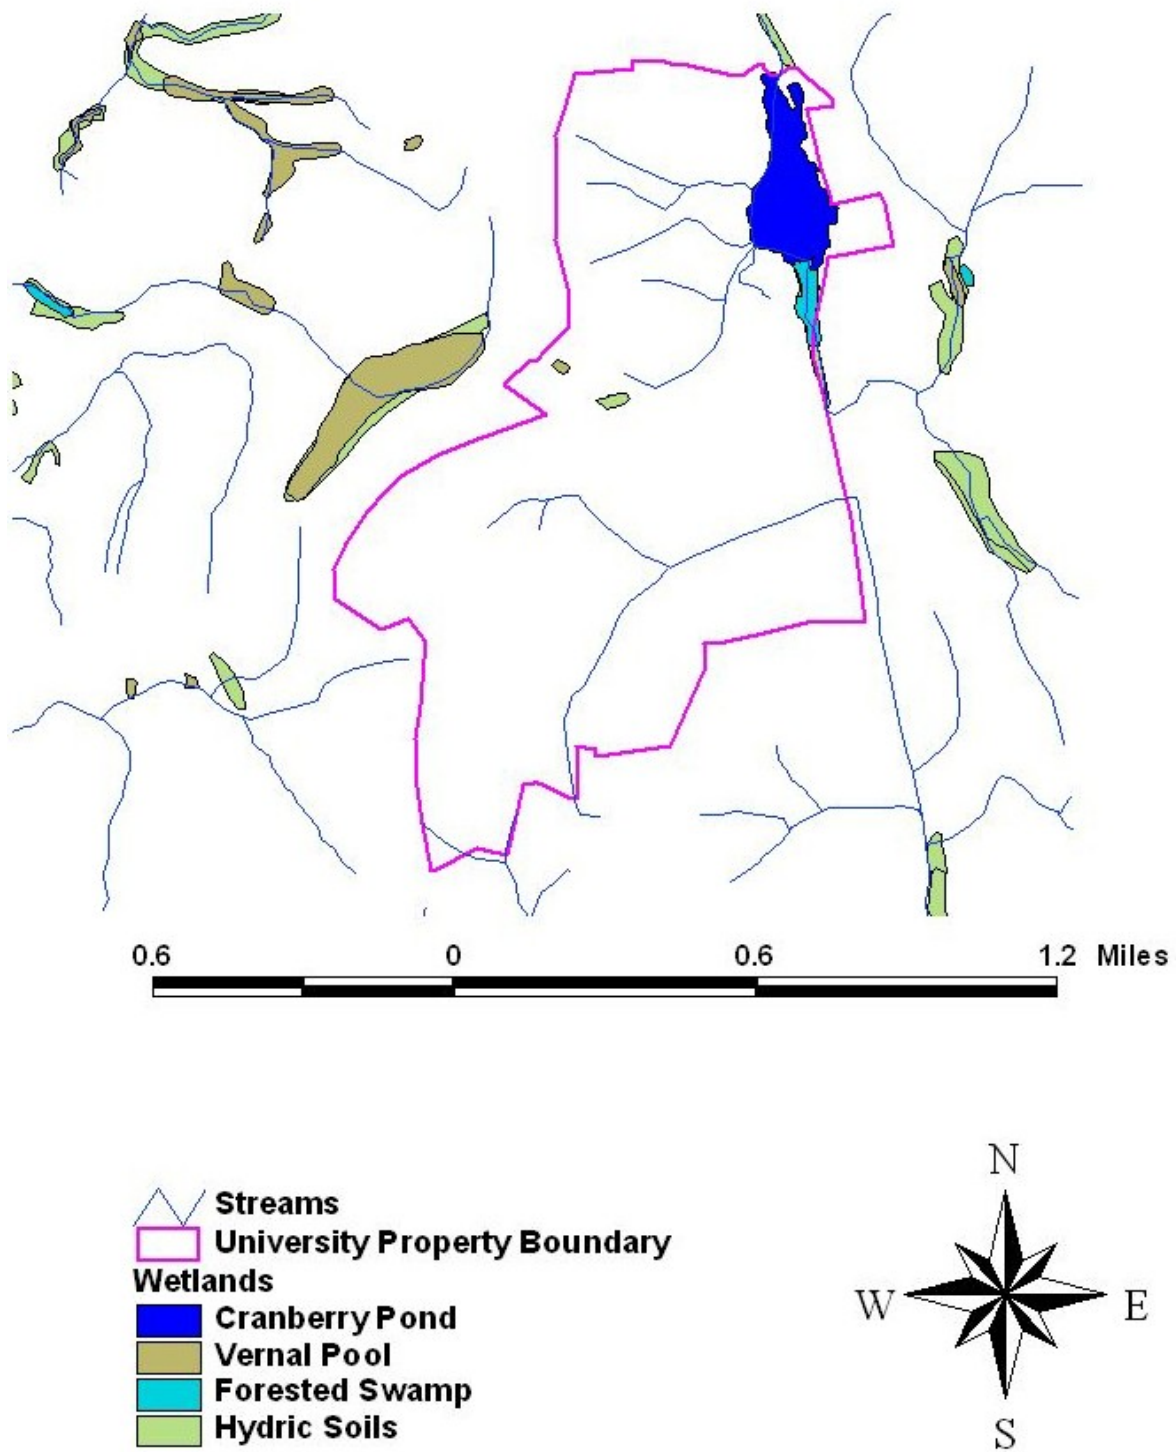 0.6 0 0.6 1.2 Miles
N
Streams
University Property Boundary
Wetlands
W E
Cranberry Pond
Vernal Pool
Forested Swamp
Hydric Soils
S